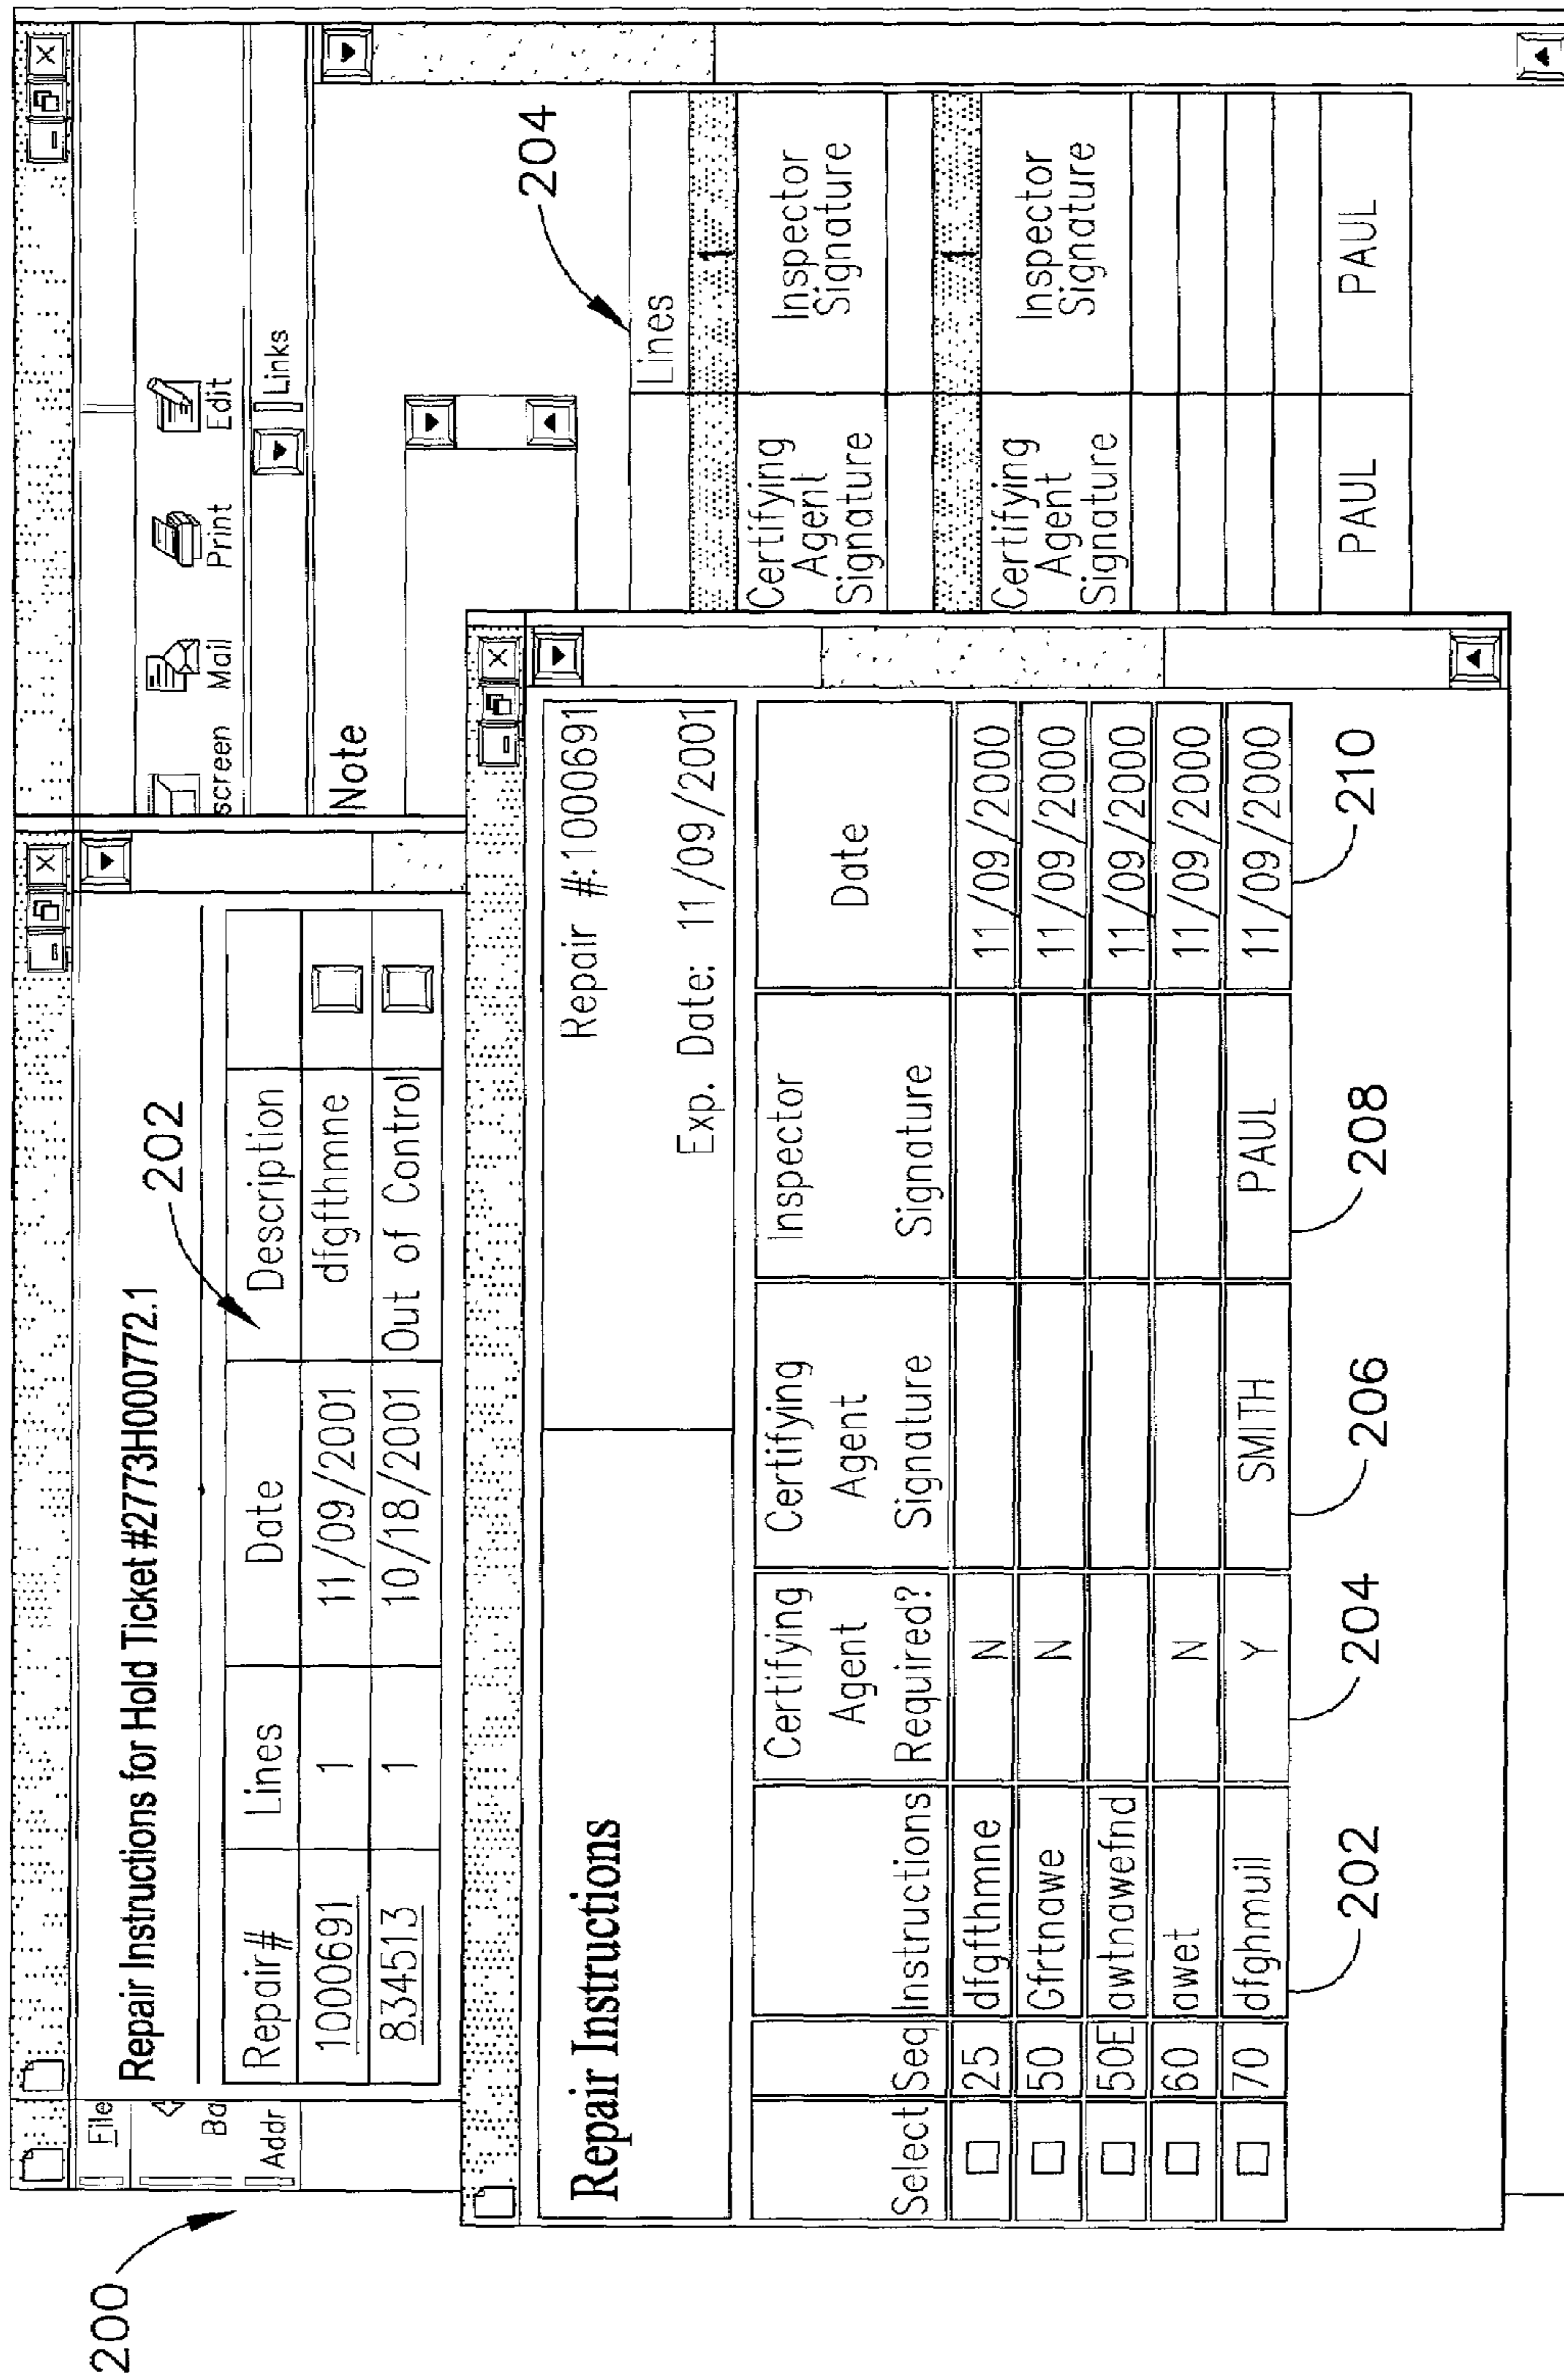 200
File
Ba
Addr
screen
Mail
Print
Edit
Links
Note
Repair Instructions for Hold Ticket #2773H000772.1
202
Repair# Lines Date Description
1000691 1 11/09/2001 dfgfthmne
834513 1 10/18/2001 Out of Control
204
Lines
1
Certifying Agent Signature Inspector Signature
1
Certifying Agent Signature Inspector Signature
PAUL PAUL
Repair Instructions
Repair #:1000691
Exp. Date: 11/09/2001
Select Seq Instructions Certifying Agent Required? Certifying Agent Signature Inspector Signature Date
25 dfgfthmne N 11/09/2000
50 Gfrtnawe N 11/09/2000
50E awtnawefnd 11/09/2000
60 awet N 11/09/2000
70 dfghmuil Y SMITH PAUL 11/09/2000
202 204 206 208 210